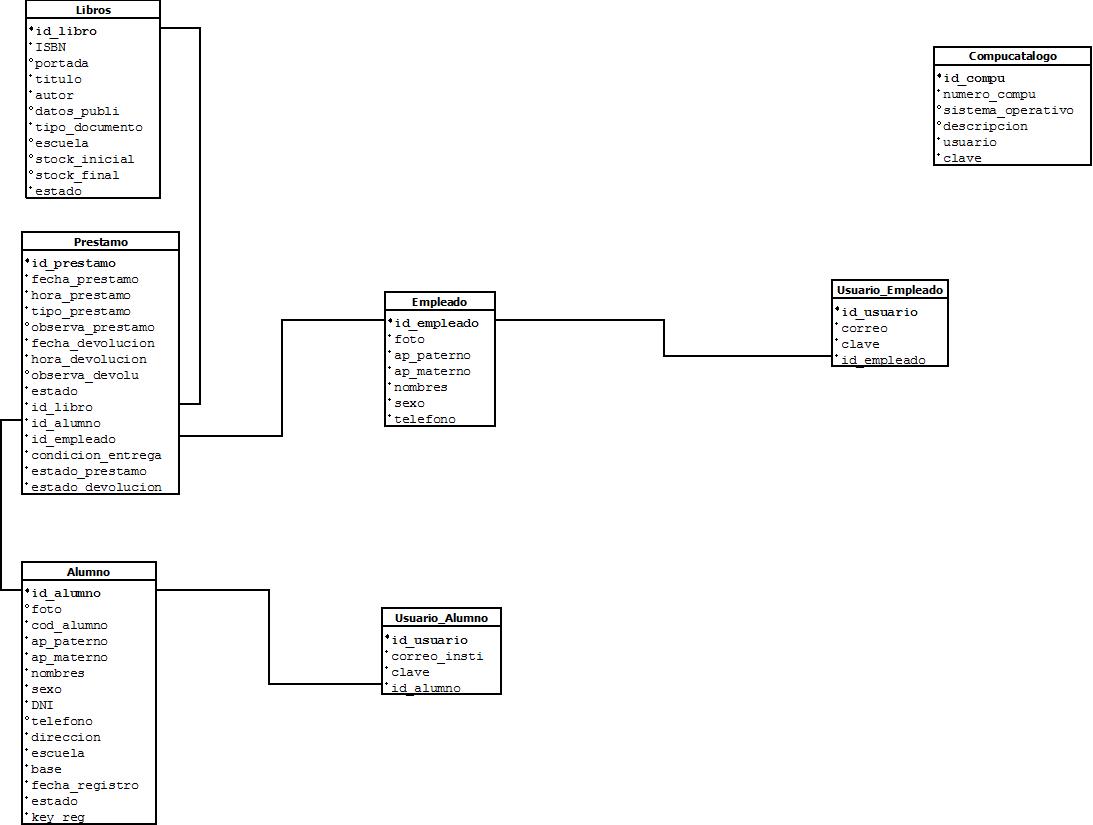 Libros
id_libro
ISBN
portada
titulo
autor
datos_publi
tipo_documento
escuela
stock_inicial
stock_final
estado
Compucatalogo
id_compu
numero_compu
sistema_operativo
descripcion
usuario
clave
Prestamo
id_prestamo
fecha_prestamo
hora_prestamo
tipo_prestamo
observa_prestamo
fecha_devolucion
hora_devolucion
observa_devolu
estado
id_libro
id_alumno
id_empleado
condicion_entrega
estado_prestamo
estado_devolucion
Empleado
id_empleado
foto
ap_paterno
ap_materno
nombres
sexo
telefono
Usuario_Empleado
id_usuario
correo
clave
id_empleado
Alumno
id_alumno
foto
cod_alumno
ap_paterno
ap_materno
nombres
sexo
DNI
telefono
direccion
escuela
base
fecha_registro
estado
key_reg
Usuario_Alumno
id_usuario
correo_insti
clave
id_alumno